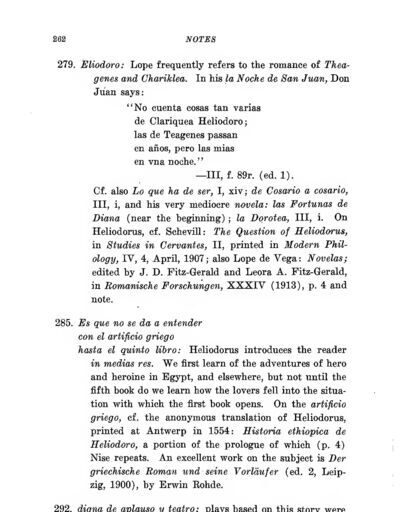 262 NOTES
279. Eliodoro: Lope frequently refers to the romance of Thea-
genes and Chariklea. In his la Noche de San Juan, Don
Juan says:
“No cuenta cosas tan varias
de Clariquea Heliodoro;
las de Teagenes passan
en años, pero las mias
en vna noche.”
—III, f. 89r. (ed. 1).
Cf. also Lo que ha de ser, I, xiv; de Cosario a cosario,
III, i, and his very mediocre novela: las Fortunas de
Diana (near the beginning); la Dorotea, III, i. On
Heliodorus, cf. Schevill: The Question of Heliodorus,
in Studies in Cervantes, II, printed in Modern Phil-
ology, IV, 4, April, 1907; also Lope de Vega: Novelas;
edited by J. D. Fitz-Gerald and Leora A. Fitz-Gerald,
in Romanische Forschungen, XXXIV (1913), p. 4 and
note.
285. Es que no se da a entender
con el artificio griego
hasta el quinto libro: Heliodorus introduces the reader
in medias res. We first learn of the adventures of hero
and heroine in Egypt, and elsewhere, but not until the
fifth book do we learn how the lovers fell into the situa-
tion with which the first book opens. On the artificio
griego, cf. the anonymous translation of Heliodorus,
printed at Antwerp in 1554: Historia ethiopica de
Heliodoro, a portion of the prologue of which (p. 4)
Nise repeats. An excellent work on the subject is Der
griechische Roman und seine Vorläufer (ed. 2, Leip-
zig, 1900), by Erwin Rohde.
292. digna de aplauso y teatro: plays based on this story were